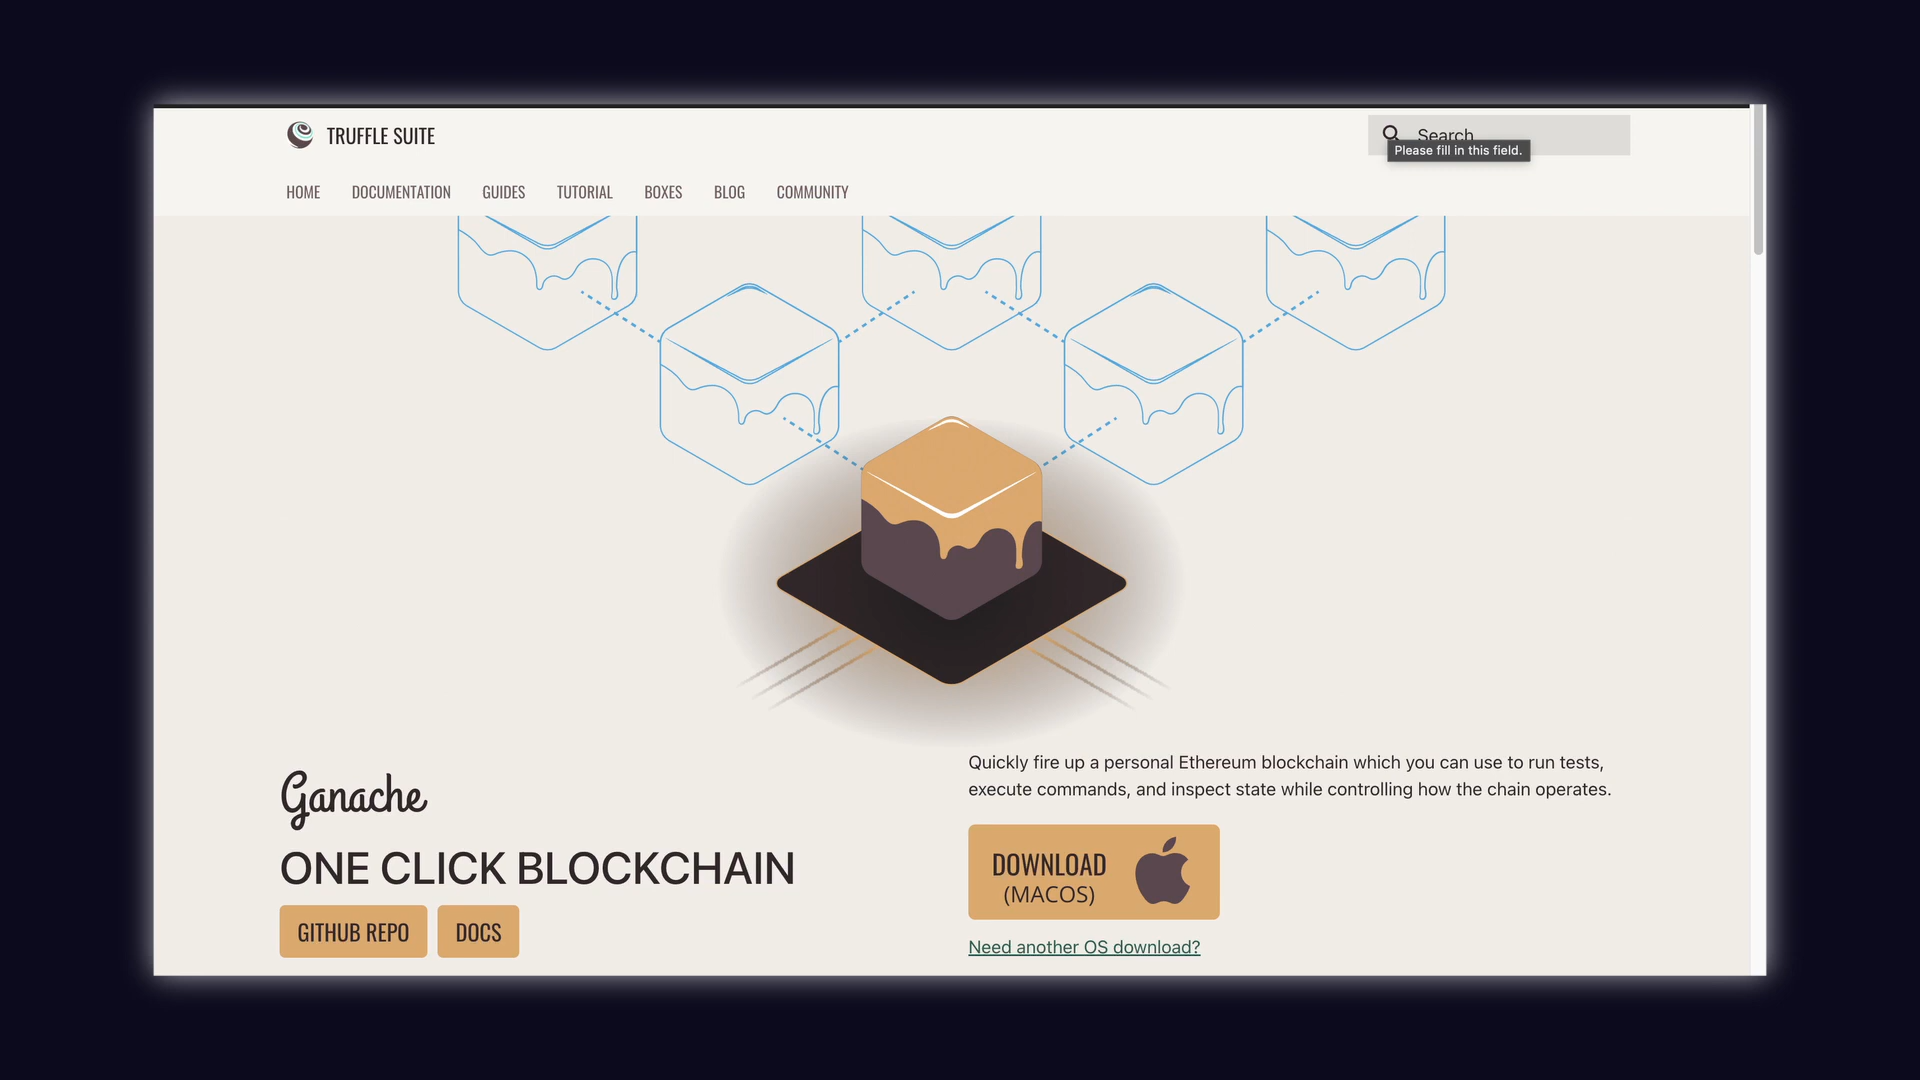 TRUFFLE SUITE
Search
Please fill in this field.
HOME DOCUMENTATION GUIDES TUTORIAL BOXES BLOG COMMUNITY
Ganache
ONE CLICK BLOCKCHAIN
GITHUB REPO DOCS
Quickly fire up a personal Ethereum blockchain which you can use to run tests,
execute commands, and inspect state while controlling how the chain operates.
DOWNLOAD
(MACOS)
Need another OS download?